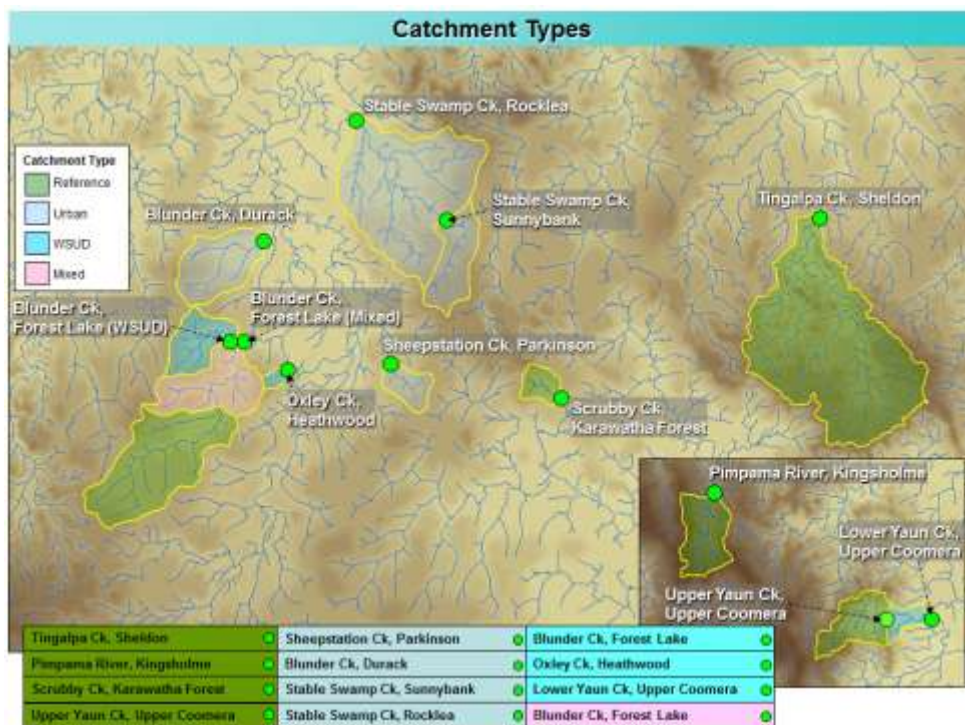 Catchment Types
Stable Swamp Ck, Rocklea
Catchment Type
Reference
Urban
WSUD
Mixed
Blunder Ck, Durack
Stable Swamp Ck,
Sunnybank
Tingalpa Ck, Sheldon
Blunder Ck,
Forest Lake (WSUD)
Blunder Ck,
Forest Lake (Mixed)
Sheepstation Ck, Parkinson
Oxley Ck,
Heathwood
Scrubby Ck,
Karawatha Forest
Pimpama River, Kingsholme
Lower Yaun Ck,
Upper Coomera
Upper Yaun Ck,
Upper Coomera
Tingalpa Ck, Sheldon
Sheepstation Ck, Parkinson
Blunder Ck, Forest Lake
Pimpama River, Kingsholme
Blunder Ck, Durack
Oxley Ck, Heathwood
Scrubby Ck, Karawatha Forest
Stable Swamp Ck, Sunnybank
Lower Yaun Ck, Upper Coomera
Upper Yaun Ck, Upper Coomera
Stable Swamp Ck, Rocklea
Blunder Ck, Forest Lake